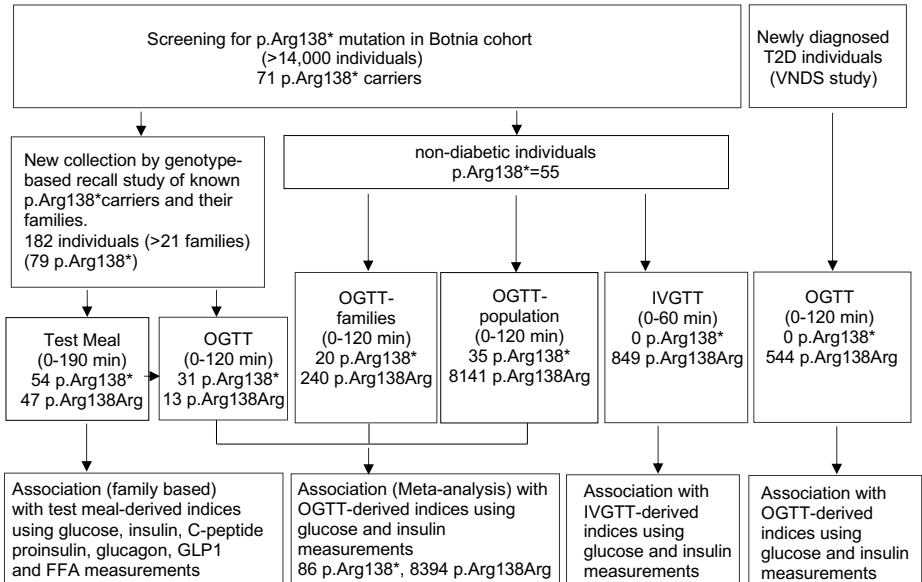 Screening for p.Arg138* mutation in Botnia cohort
(>14,000 individuals)
71 p.Arg138* carriers
Newly diagnosed
T2D individuals
(VNDS study)
New collection by genotype-
based recall study of known
p.Arg138*carriers and their
families.
182 individuals (>21 families)
(79 p.Arg138*)
non-diabetic individuals
p.Arg138*=55
Test Meal
(0-190 min)
54 p.Arg138*
47 p.Arg138Arg
OGTT
(0-120 min)
31 p.Arg138*
13 p.Arg138Arg
OGTT-
families
(0-120 min)
20 p.Arg138*
240 p.Arg138Arg
OGTT-
population
(0-120 min)
35 p.Arg138*
8141 p.Arg138Arg
IVGTT
(0-60 min)
0 p.Arg138*
849 p.Arg138Arg
OGTT
(0-120 min)
0 p.Arg138*
544 p.Arg138Arg
Association (family based)
with test meal-derived indices
using glucose, insulin, C-peptide
proinsulin, glucagon, GLP1
and FFA measurements
Association (Meta-analysis) with
OGTT-derived indices using
glucose and insulin
measurements
86 p.Arg138*, 8394 p.Arg138Arg
Association with
IVGTT-derived
indices using
glucose and insulin
measurements
Association with
OGTT-derived
indices using
glucose and insulin
measurements